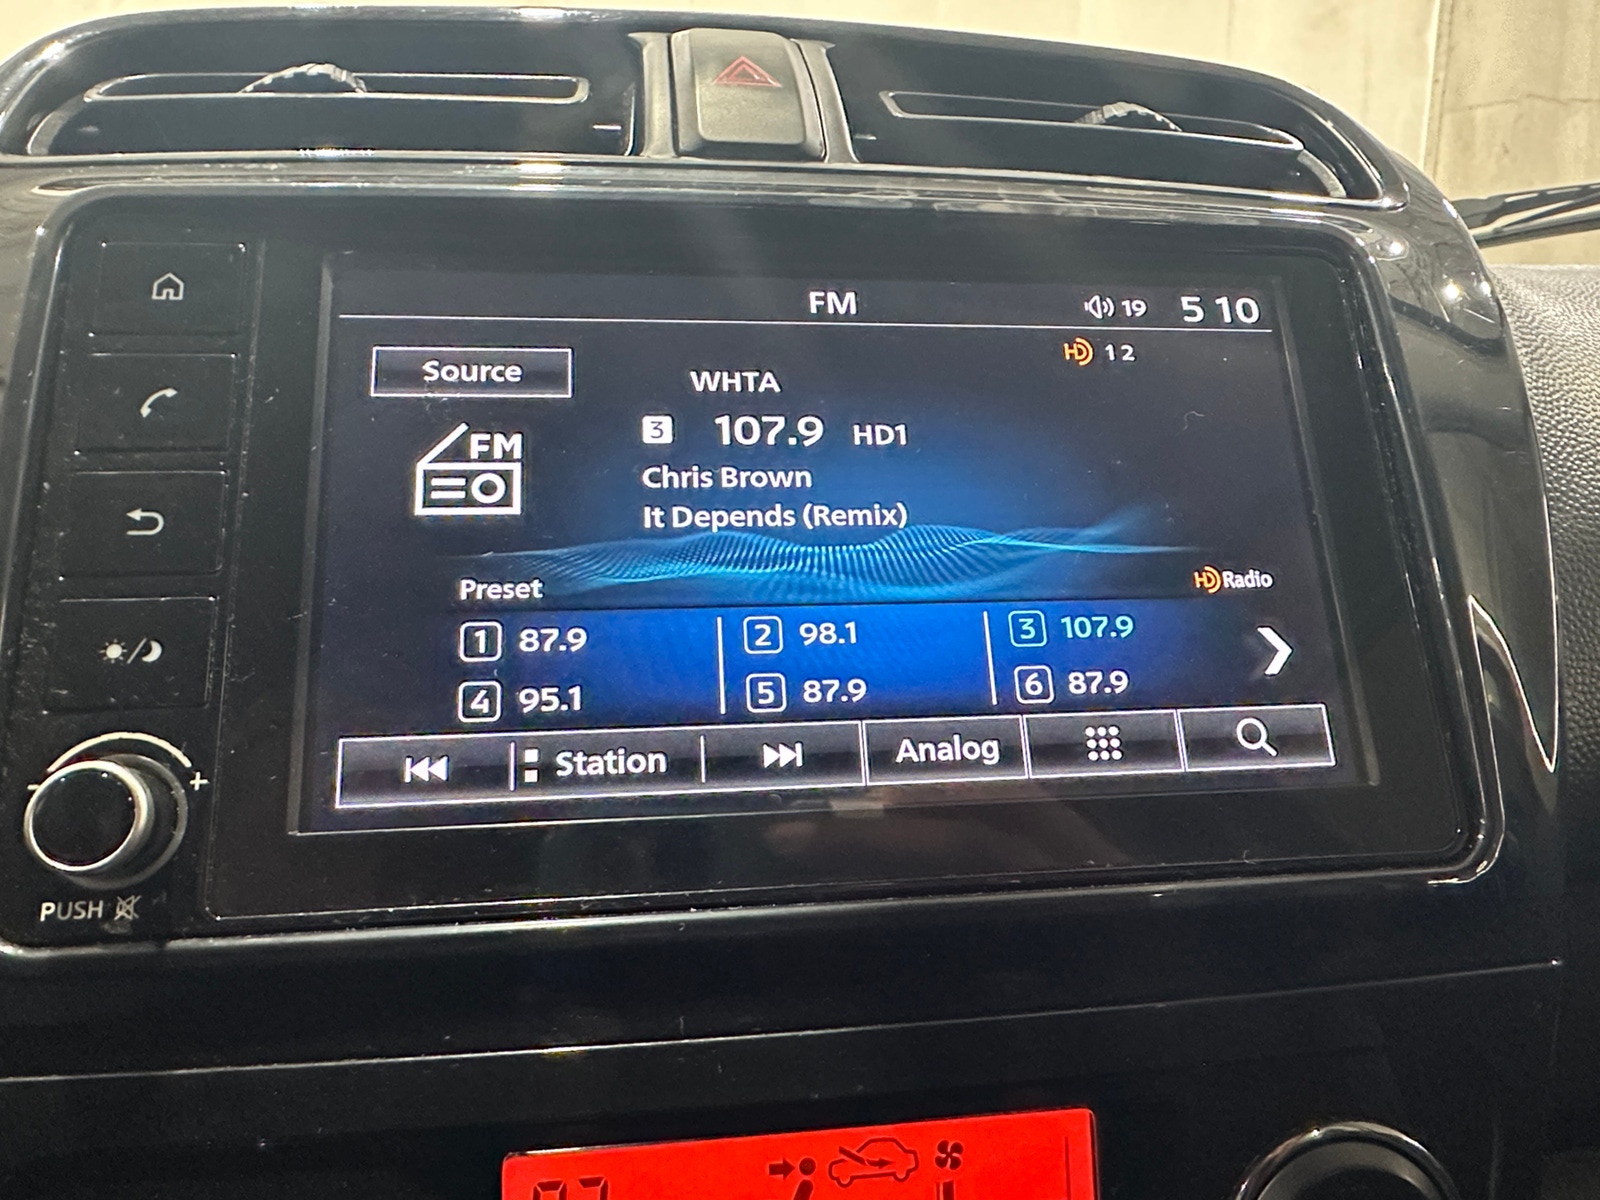 FM 19 5 10
Source
HD 1 2
WHTA
3 107.9 HD1
FM
Chris Brown
It Depends (Remix)
Preset
HD Radio
1 87.9 2 98.1 3 107.9
4 95.1 5 87.9 6 87.9
Station Analog
- +
PUSH